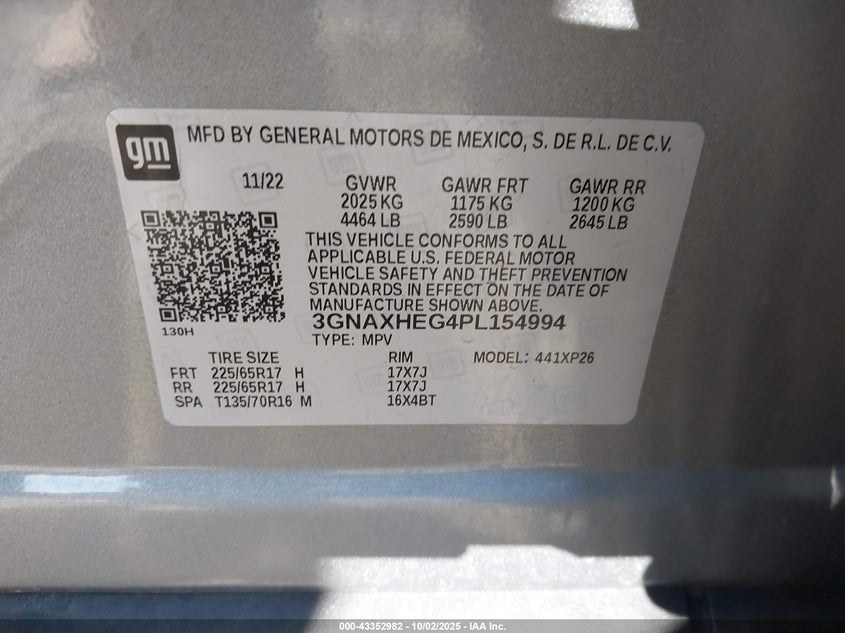 gm
MFD BY GENERAL MOTORS DE MEXICO, S. DE R.L. DE C.V.
11/22 GVWR GAWR FRT GAWR RR
2025 KG 1175 KG 1200 KG
4464 LB 2590 LB 2645 LB
THIS VEHICLE CONFORMS TO ALL
APPLICABLE U.S. FEDERAL MOTOR
VEHICLE SAFETY AND THEFT PREVENTION
STANDARDS IN EFFECT ON THE DATE OF
MANUFACTURE SHOWN ABOVE.
130H
3GNAXHEG4PL154994
TYPE: MPV
TIRE SIZE RIM MODEL: 441XP26
FRT 225/65R17 H 17X7J
RR 225/65R17 H 17X7J
SPA T135/70R16 M 16X4BT
000-43352982 - 10/02/2025 - IAA Inc.